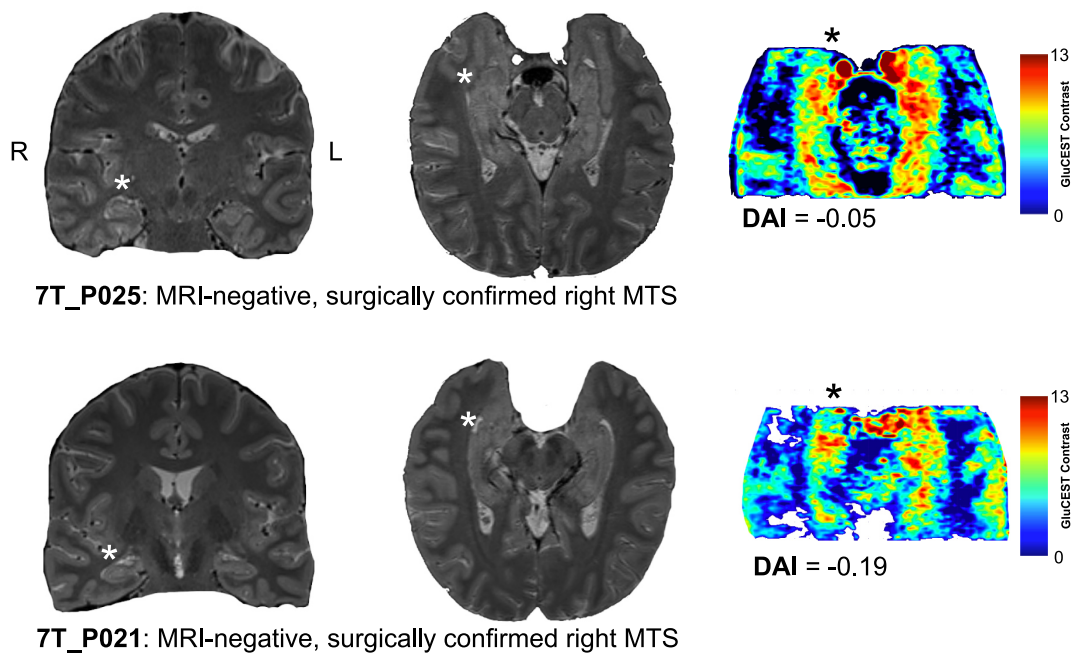 *
*
*
13
GluCEST Contrast
0
R
L
*
DAI = -0.05
7T_P025: MRI-negative, surgically confirmed right MTS
*
*
*
13
GluCEST Contrast
0
DAI = -0.19
7T_P021: MRI-negative, surgically confirmed right MTS